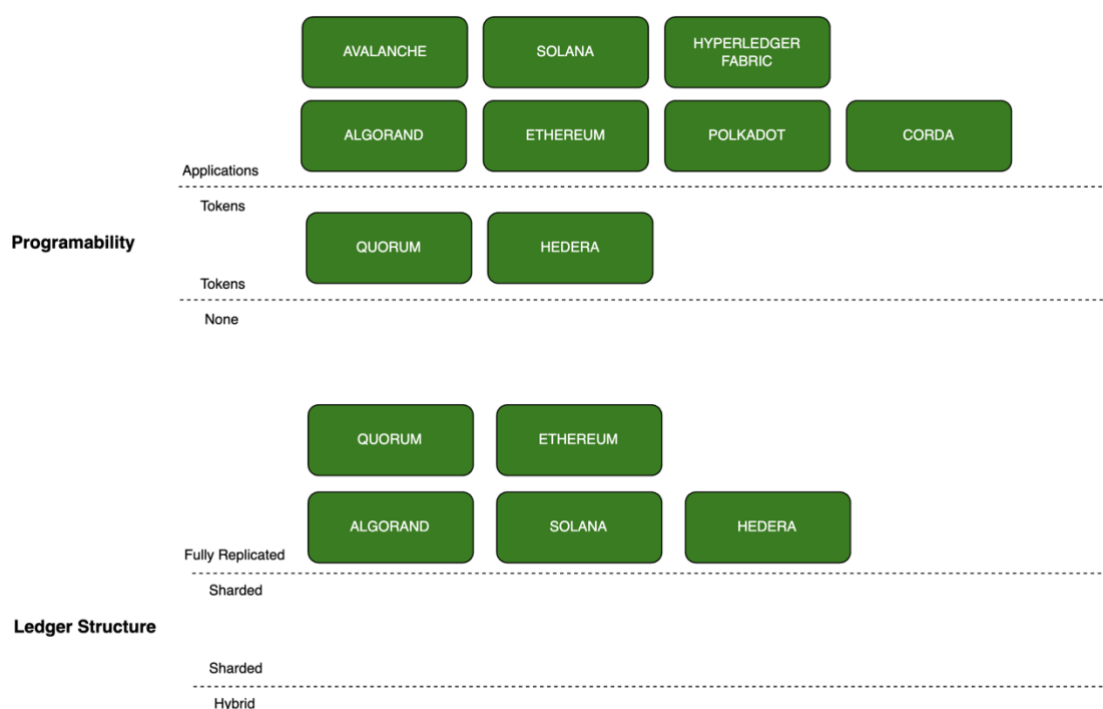 AVALANCHE
SOLANA
HYPERLEDGER
FABRIC
ALGORAND
ETHEREUM
POLKADOT
CORDA
Applications
Tokens
Programability
QUORUM
HEDERA
Tokens
None
QUORUM
ETHEREUM
ALGORAND
SOLANA
HEDERA
Fully Replicated
Sharded
Ledger Structure
Sharded
Hybrid